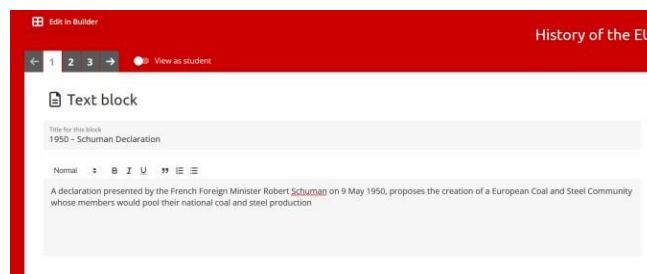 Edit in Builder
History of the EU
1 2 3
View as student
Text block
Title for this block
1950 – Schuman Declaration
Normal B I U
A declaration presented by the French Foreign Minister Robert Schuman on 9 May 1950, proposes the creation of a European Coal and Steel Community
whose members would pool their national coal and steel production